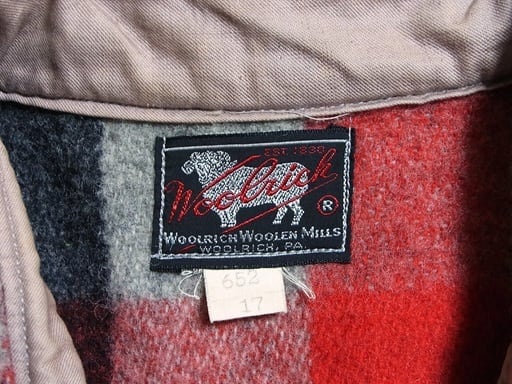 EST. 1830
Woolrich
®
WOOLRICH WOOLEN MILLS
WOOLRICH, PA.
652
17